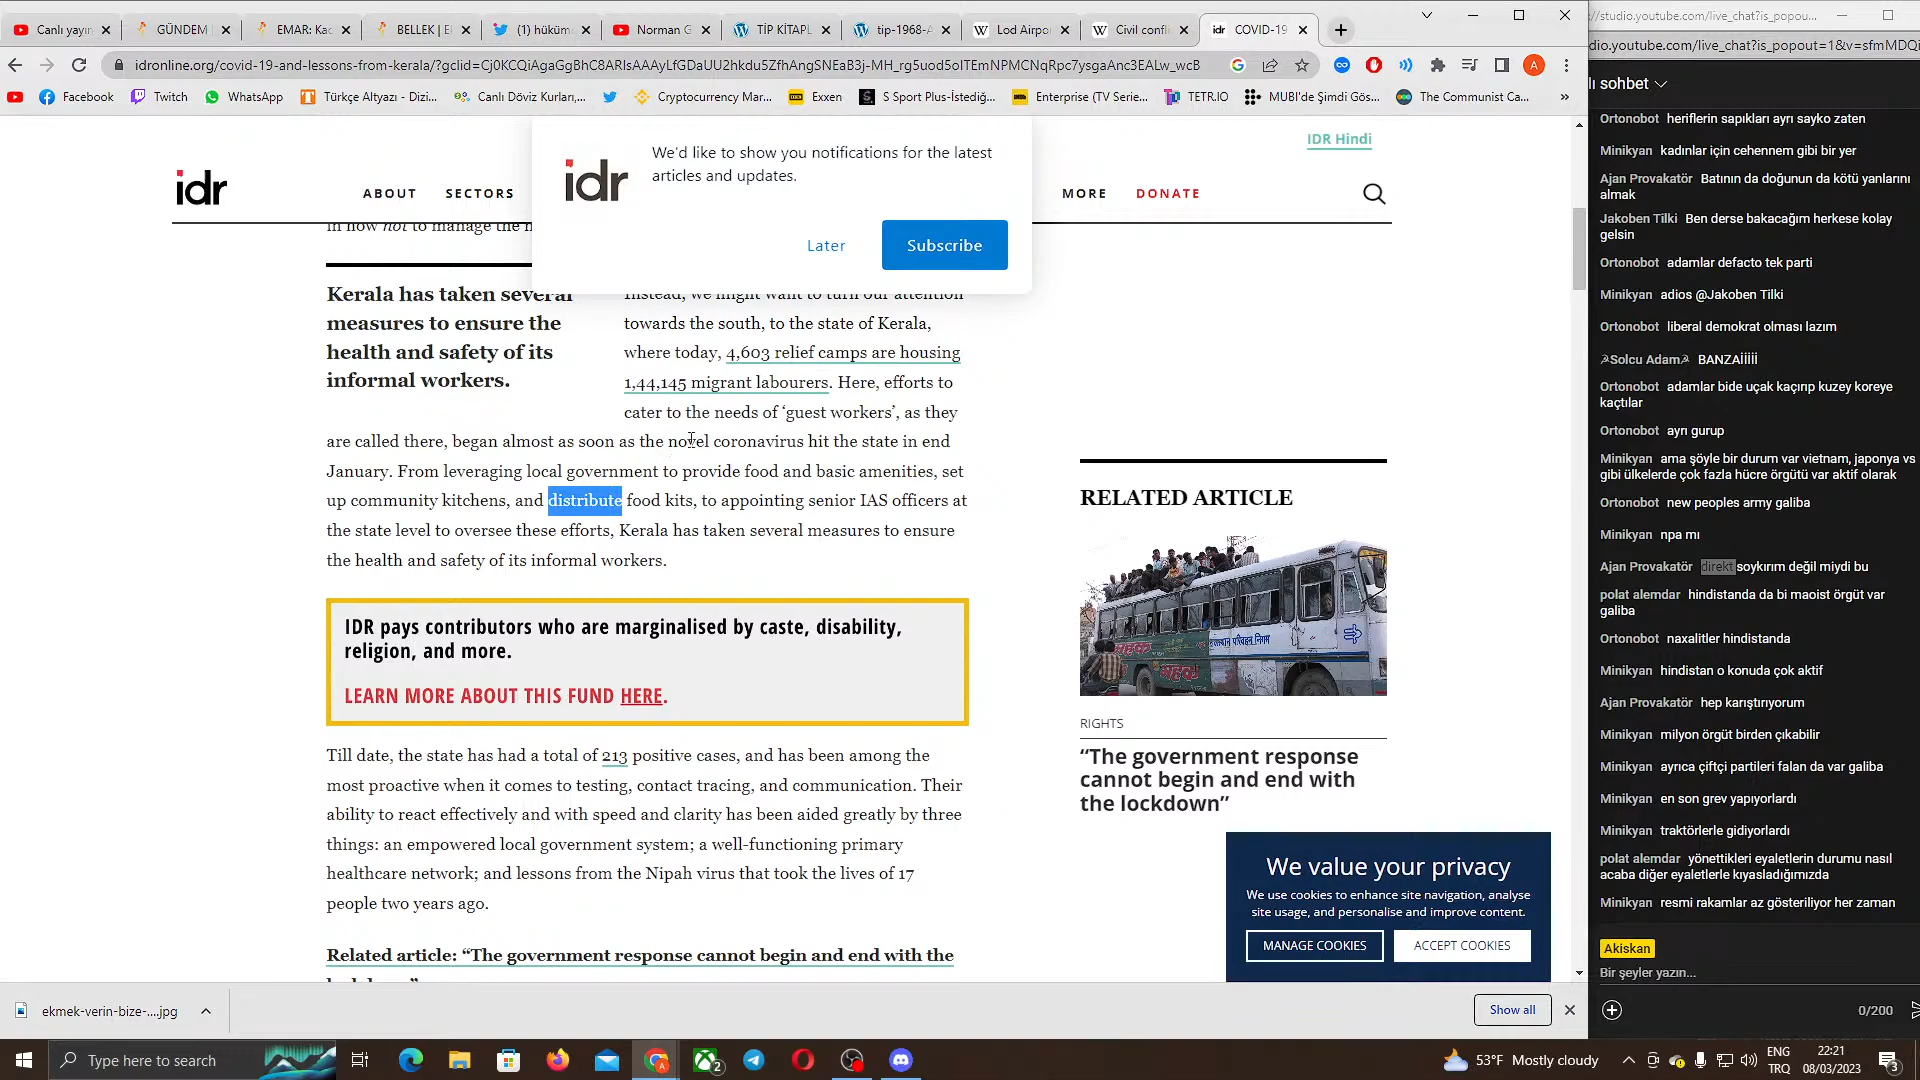 Canlı yayın
GÜNDEM
EMAR: Ka
BELLEK | E
(1) hüküm
Norman G
TİP KİTAPL
tip-1968-A
Lod Airpo
Civil confl
COVID-19
idronline.org/covid-19-and-lessons-from-kerala/?gclid=Cj0KCQiAgaGgBhC8ARIsAAAyLfGDaUU2hkdu5ZfhAngSNEaB3j-MH_rg5uod5oITEmNPMCNqRpc7ysgaAnc3EALw_wcB
Facebook
Twitch
WhatsApp
Türkçe Altyazı - Dizi...
Canlı Döviz Kurları,...
Cryptocurrency Mar...
Exxen
S Sport Plus-İstediğ...
Enterprise (TV Serie...
TETR.IO
MUBI'de Şimdi Gös...
The Communist Ca...
IDR Hindi
idr
ABOUT
SECTORS
MORE
DONATE
idr
We'd like to show you notifications for the latest
articles and updates.
Later
Subscribe
in how not to manage the
Kerala has taken several
measures to ensure the
health and safety of its
informal workers.
Instead, we might want to turn our attention
towards the south, to the state of Kerala,
where today, 4,603 relief camps are housing
1,44,145 migrant labourers. Here, efforts to
cater to the needs of ‘guest workers’, as they
are called there, began almost as soon as the novel coronavirus hit the state in end
January. From leveraging local government to provide food and basic amenities, set
up community kitchens, and distribute food kits, to appointing senior IAS officers at
the state level to oversee these efforts, Kerala has taken several measures to ensure
the health and safety of its informal workers.
IDR pays contributors who are marginalised by caste, disability,
religion, and more.
LEARN MORE ABOUT THIS FUND HERE.
Till date, the state has had a total of 213 positive cases, and has been among the
most proactive when it comes to testing, contact tracing, and communication. Their
ability to react effectively and with speed and clarity has been aided greatly by three
things: an empowered local government system; a well-functioning primary
healthcare network; and lessons from the Nipah virus that took the lives of 17
people two years ago.
Related article: “The government response cannot begin and end with the
RELATED ARTICLE
RIGHTS
“The government response
cannot begin and end with
the lockdown”
We value your privacy
We use cookies to enhance site navigation, analyse
site usage, and personalise and improve content.
MANAGE COOKIES
ACCEPT COOKIES
ekmek-verin-bize-....jpg
Show all
Type here to search
53°F Mostly cloudy
ENG
TRQ
22:21
08/03/2023
3
//studio.youtube.com/live_chat?is_popou...
dio.youtube.com/live_chat?is_popout=1&v=sfmMDQi
lı sohbet
Ortonobot heriflerin sapıkları ayrı sayko zaten
Minikyan kadınlar için cehennem gibi bir yer
Ajan Provakatör Batının da doğunun da kötü yanlarını
almak
Jakoben Tilki Ben derse bakacağım herkese kolay
gelsin
Ortonobot adamlar defacto tek parti
Minikyan adios @Jakoben Tilki
Ortonobot liberal demokrat olması lazım
☭Solcu Adam☭ BANZAİİİİİ
Ortonobot adamlar bide uçak kaçırıp kuzey koreye
kaçtılar
Ortonobot ayrı gurup
Minikyan ama şöyle bir durum var vietnam, japonya vs
gibi ülkelerde çok fazla hücre örgütü var aktif olarak
Ortonobot new peoples army galiba
Minikyan npa mı
Ajan Provakatör direkt soykırım değil miydi bu
polat alemdar hindistanda da bi maoist örgüt var
galiba
Ortonobot naxalitler hindistanda
Minikyan hindistan o konuda çok aktif
Ajan Provakatör hep karıştırıyorum
Minikyan milyon örgüt birden çıkabilir
Minikyan ayrıca çiftçi partileri falan da var galiba
Minikyan en son grev yapıyorlardı
Minikyan traktörlerle gidiyorlardı
polat alemdar yönettikleri eyaletlerin durumu nasıl
acaba diğer eyaletlerle kıyasladığımızda
Minikyan resmi rakamlar az gösteriliyor her zaman
Akiskan
Bir şeyler yazın...
0/200